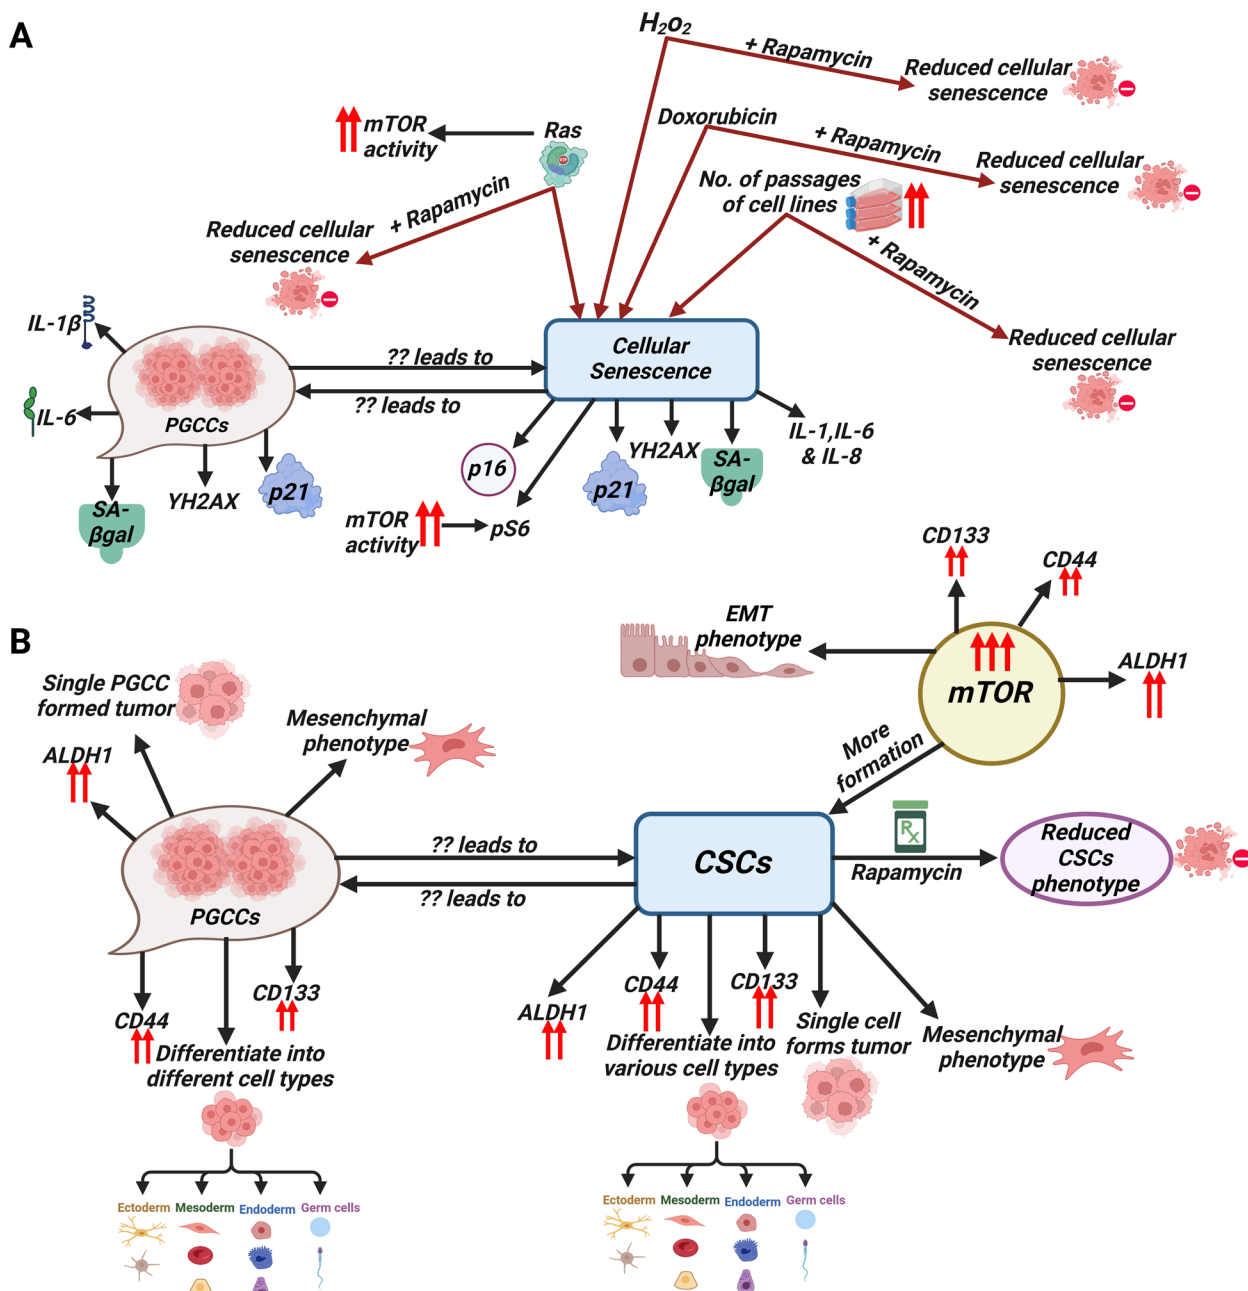 A
H₂o₂
+ Rapamycin
Reduced cellular
senescence
Doxorubicin
+ Rapamycin
Reduced cellular
senescence
mTOR
activity
Ras
No. of passages
of cell lines
+ Rapamycin
+ Rapamycin
Reduced cellular
senescence
Reduced cellular
senescence
IL-1β
IL-6
PGCCs
?? leads to
?? leads to
Cellular
Senescence
SA-
βgal
YH2AX
p21
p16
mTOR
activity
pS6
p21
YH2AX
SA-
βgal
IL-1,IL-6
& IL-8
B
CD133
CD44
EMT
phenotype
mTOR
ALDH1
More
formation
Single PGCC
formed tumor
Mesenchymal
phenotype
ALDH1
PGCCs
?? leads to
?? leads to
CSCs
Rx
Rapamycin
Reduced
CSCs
phenotype
CD44
CD133
Differentiate into
different cell types
Ectoderm Mesoderm Endoderm Germ cells
ALDH1
CD44
CD133
Differentiate into
various cell types
Single cell
forms tumor
Mesenchymal
phenotype
Ectoderm Mesoderm Endoderm Germ cells